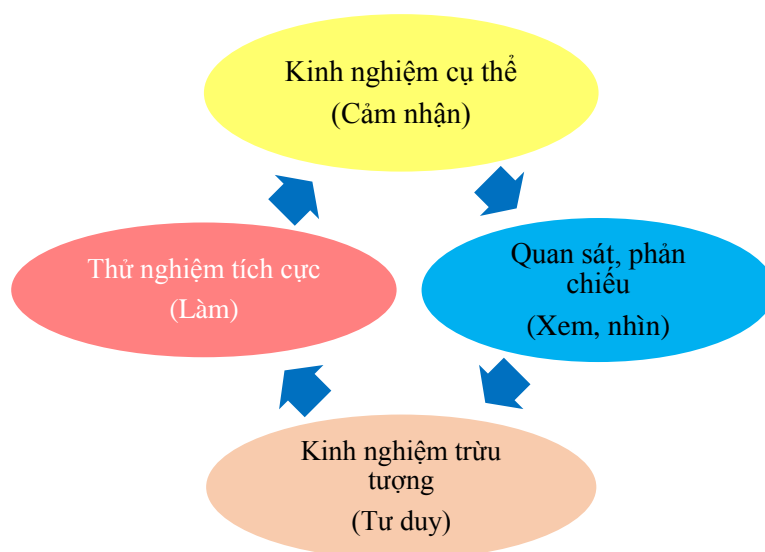 Kinh nghiệm cụ thể
(Cảm nhận)
Thử nghiệm tích cực
(Làm)
Quan sát, phản
chiếu
(Xem, nhìn)
Kinh nghiệm trừu
tượng
(Tư duy)